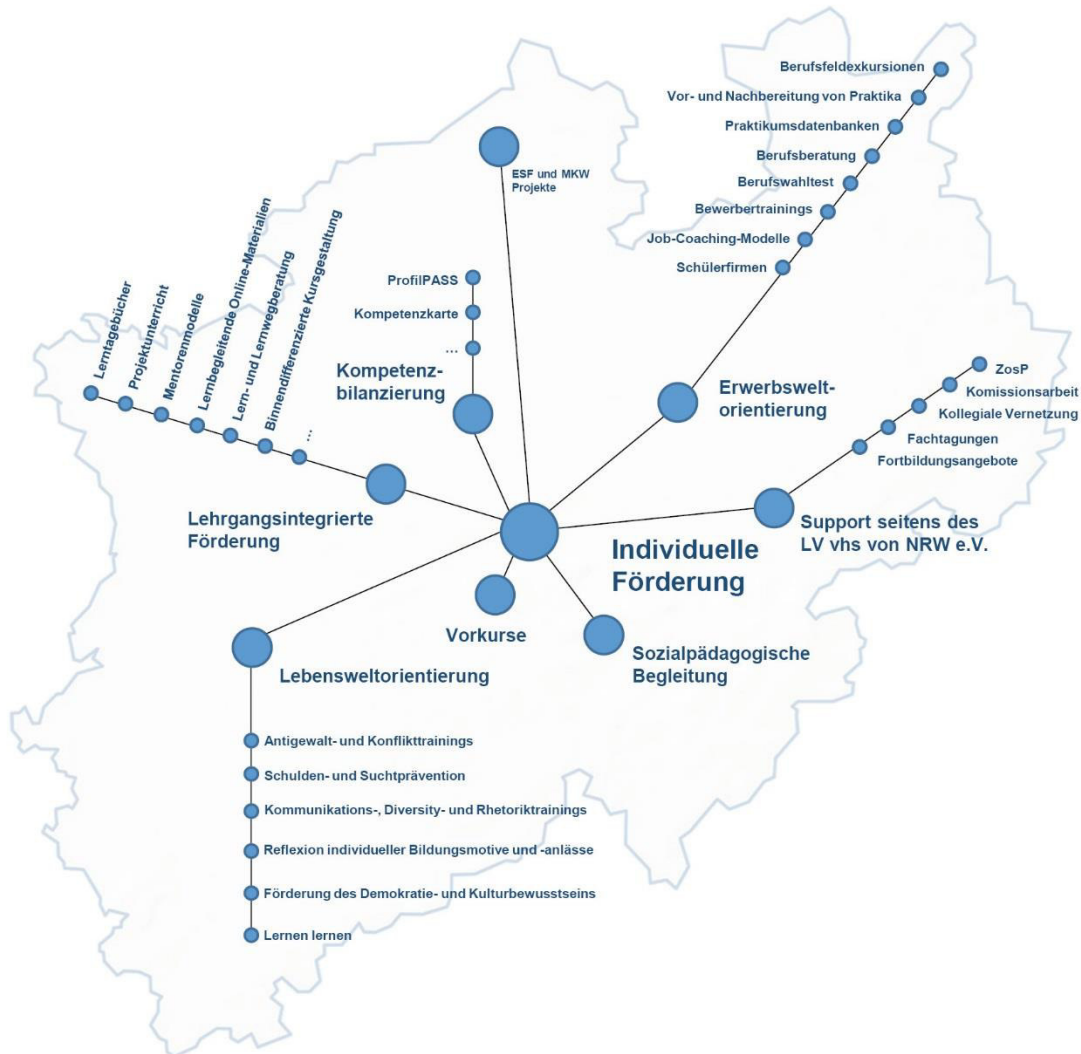 Berufsfeldexkursionen
Vor- und Nachbereitung von Praktika
Praktikumsdatenbanken
Berufsberatung
Berufswahltest
Bewerbertrainings
Job-Coaching-Modelle
Schülerfirmen
Erwerbswelt-
orientierung
ESF und MKW
Projekte
ProfilPASS
Kompetenzkarte
...
Kompetenz-
bilanzierung
Lerntagebücher
Projektunterricht
Mentorenmodelle
Lernbegleitende Online-Materialien
Lern- und Lernwegberatung
Binnendifferenzierte Kursgestaltung
...
Lehrgangsintegrierte
Förderung
ZosP
Komissionsarbeit
Kollegiale Vernetzung
Fachtagungen
Fortbildungsangebote
Support seitens des
LV vhs von NRW e.V.
Individuelle
Förderung
Vorkurse
Sozialpädagogische
Begleitung
Lebensweltorientierung
Antigewalt- und Konflikttrainings
Schulden- und Suchtprävention
Kommunikations-, Diversity- und Rhetoriktrainings
Reflexion individueller Bildungsmotive und -anlässe
Förderung des Demokratie- und Kulturbewusstseins
Lernen lernen